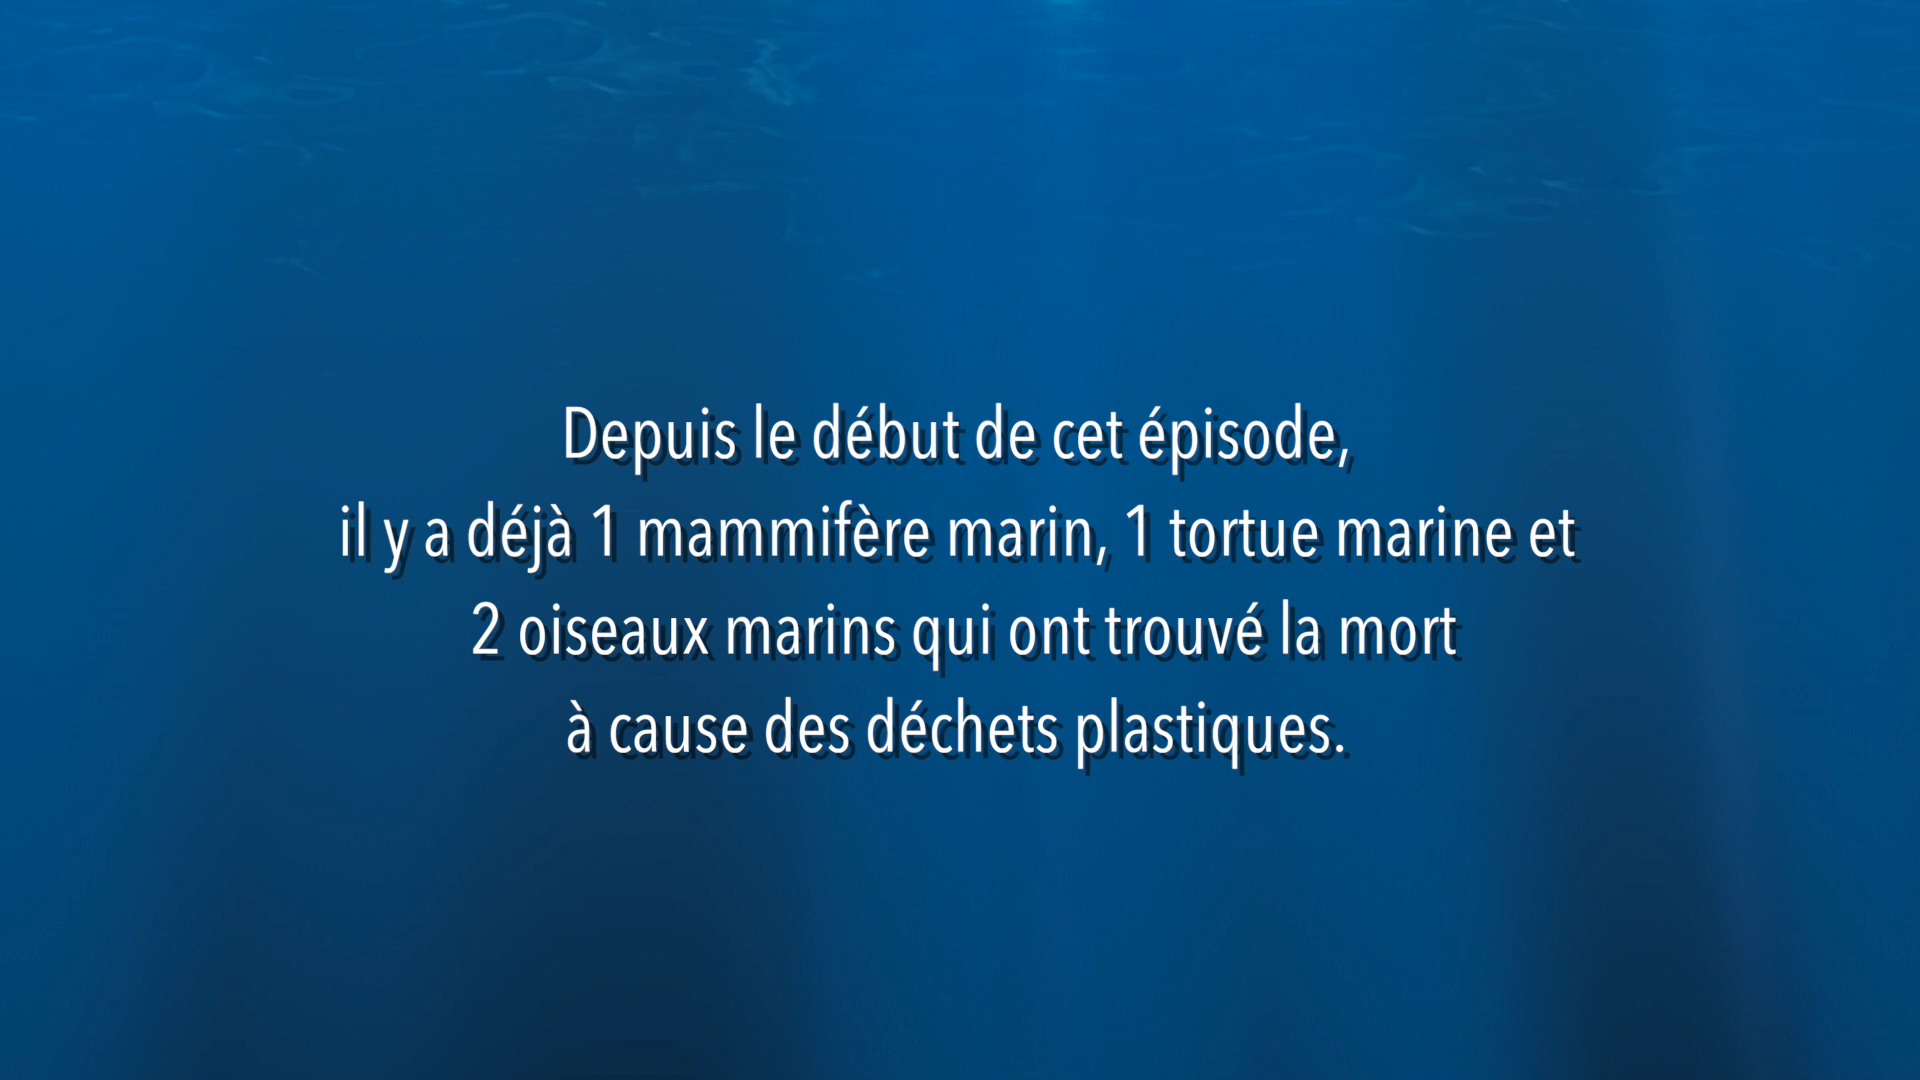 Depuis le début de cet épisode,
il y a déjà 1 mammifère marin, 1 tortue marine et
2 oiseaux marins qui ont trouvé la mort
à cause des déchets plastiques.